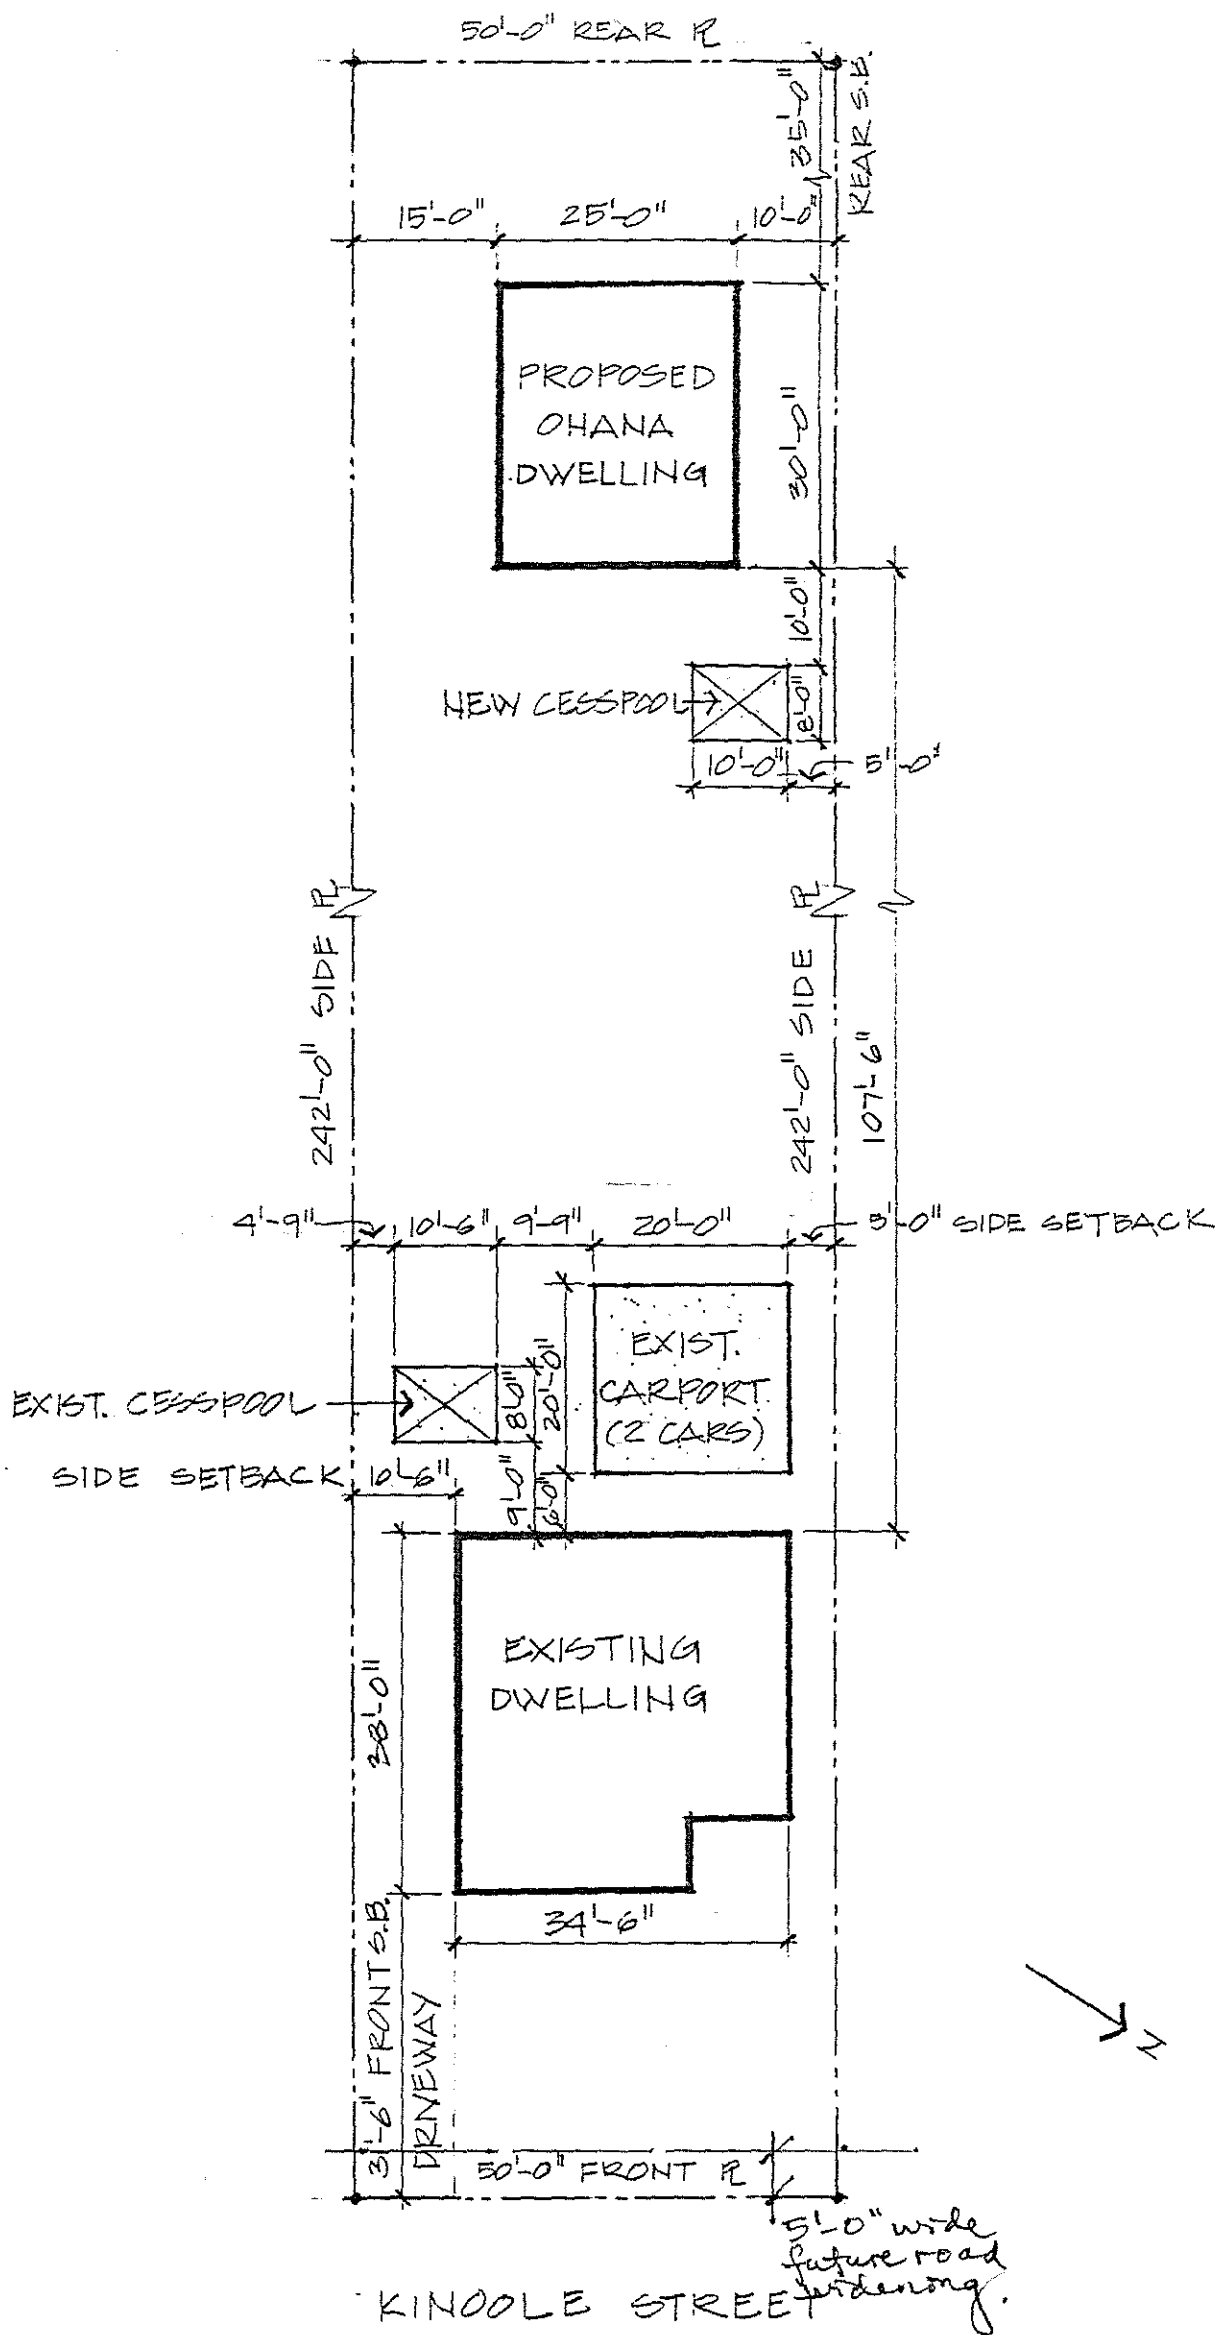 50'-0" REAR PL
35'-0"
REAR S.B.
15'-0" 25'-0" 10'-0"
PROPOSED
OHANA
DWELLING
30'-0"
10'-0"
NEW CESSPOOL
8'-0"
10'-0" 5'-0"
242'-0" SIDE PL
242'-0" SIDE PL
107'-6"
4'-9" 10'-6" 9'-9" 20'-0" 5'-0" SIDE SETBACK
EXIST.
CARPORT
(2 CARS)
20'-0"
8'-0"
EXIST. CESSPOOL
SIDE SETBACK 10'-6"
9'-0"
6'-0"
EXISTING
DWELLING
38'-0"
34'-6"
31'-6" FRONT S.B.
DRIVEWAY
N
50'-0" FRONT PL
5'-0" wide
future road
widening.
KINOOLE STREET